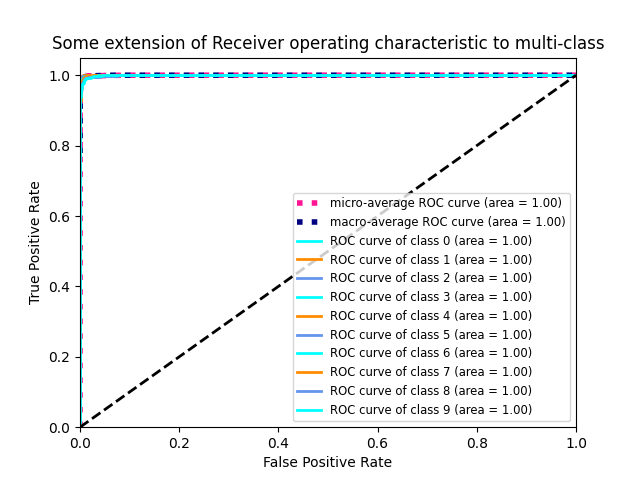 Some extension of Receiver operating characteristic to multi-class
1.0
0.8
0.6
0.4
0.2
0.0
True Positive Rate
micro-average ROC curve (area = 1.00)
macro-average ROC curve (area = 1.00)
ROC curve of class 0 (area = 1.00)
ROC curve of class 1 (area = 1.00)
ROC curve of class 2 (area = 1.00)
ROC curve of class 3 (area = 1.00)
ROC curve of class 4 (area = 1.00)
ROC curve of class 5 (area = 1.00)
ROC curve of class 6 (area = 1.00)
ROC curve of class 7 (area = 1.00)
ROC curve of class 8 (area = 1.00)
ROC curve of class 9 (area = 1.00)
0.0 0.2 0.4 0.6 0.8 1.0
False Positive Rate